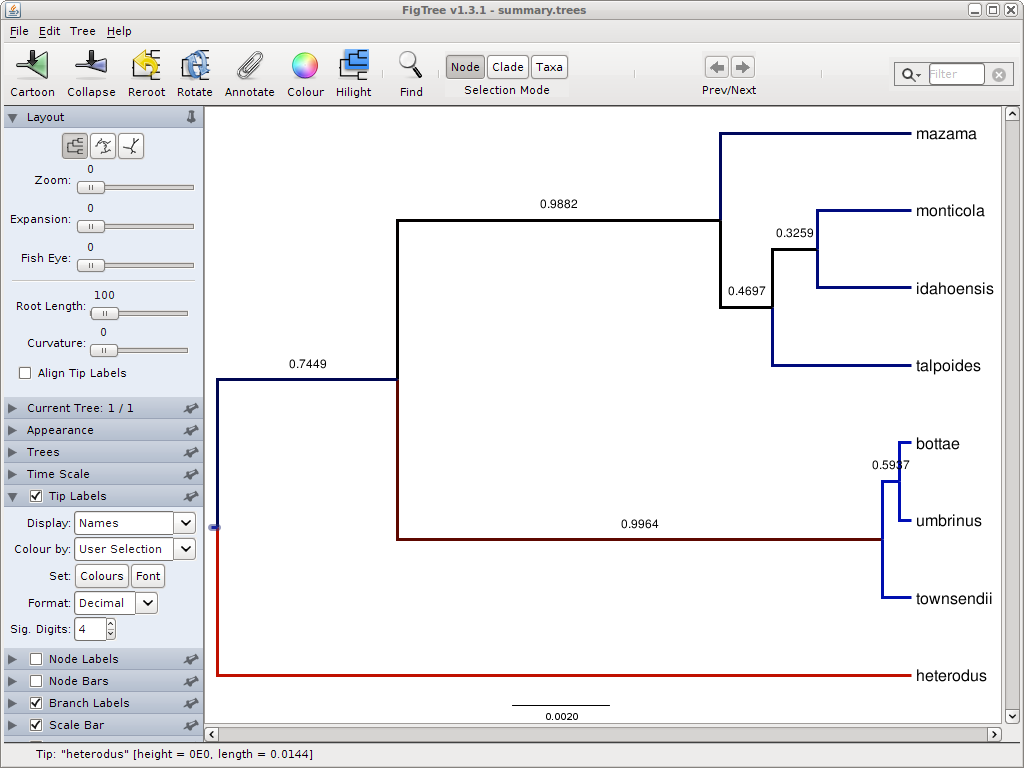 FigTree v1.3.1 - summary.trees
File Edit Tree Help
Cartoon Collapse Reroot Rotate Annotate Colour Hilight Find
Node Clade Taxa
Selection Mode
Prev/Next
Filter
Layout
Zoom: 0
Expansion: 0
Fish Eye: 0
Root Length: 100
Curvature: 0
Align Tip Labels
Current Tree: 1 / 1
Appearance
Trees
Time Scale
Tip Labels
Display: Names
Colour by: User Selection
Set: Colours Font
Format: Decimal
Sig. Digits: 4
Node Labels
Node Bars
Branch Labels
Scale Bar
mazama
0.9882
monticola
0.3259
idahoensis
0.4697
talpoides
0.7449
bottae
0.5937
umbrinus
0.9964
townsendii
heterodus
0.0020
Tip: "heterodus" [height = 0E0, length = 0.0144]